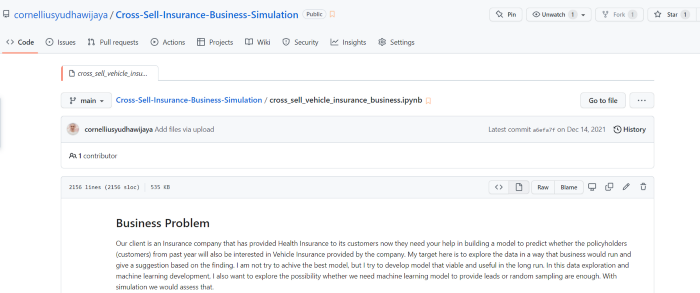 cornelliusyudhawijaya / Cross-Sell-Insurance-Business-Simulation Public Pin Unwatch 1 Fork 1 Star 1
Code Issues Pull requests Actions Projects Wiki Security Insights Settings
cross_sell_vehicle_insu...
main Cross-Sell-Insurance-Business-Simulation / cross_sell_vehicle_insurance_business.ipynb Go to file ...
cornelliusyudhawijaya Add files via upload Latest commit a0efa7f on Dec 14, 2021 History
1 contributor
2156 lines (2156 sloc) 535 KB <> Raw Blame
Business Problem
Our client is an Insurance company that has provided Health Insurance to its customers now they need your help in building a model to predict whether the policyholders
(customers) from past year will also be interested in Vehicle Insurance provided by the company. My target here is to explore the data in a way that business would run and
give a suggestion based on the finding. I am not try to achive the best model, but I try to develop model that viable and useful in the long run. In this data exploration and
machine learning development, I also want to explore the possibility whether we need machine learning model to provide leads or random sampling are enough. With
simulation we would assess that.